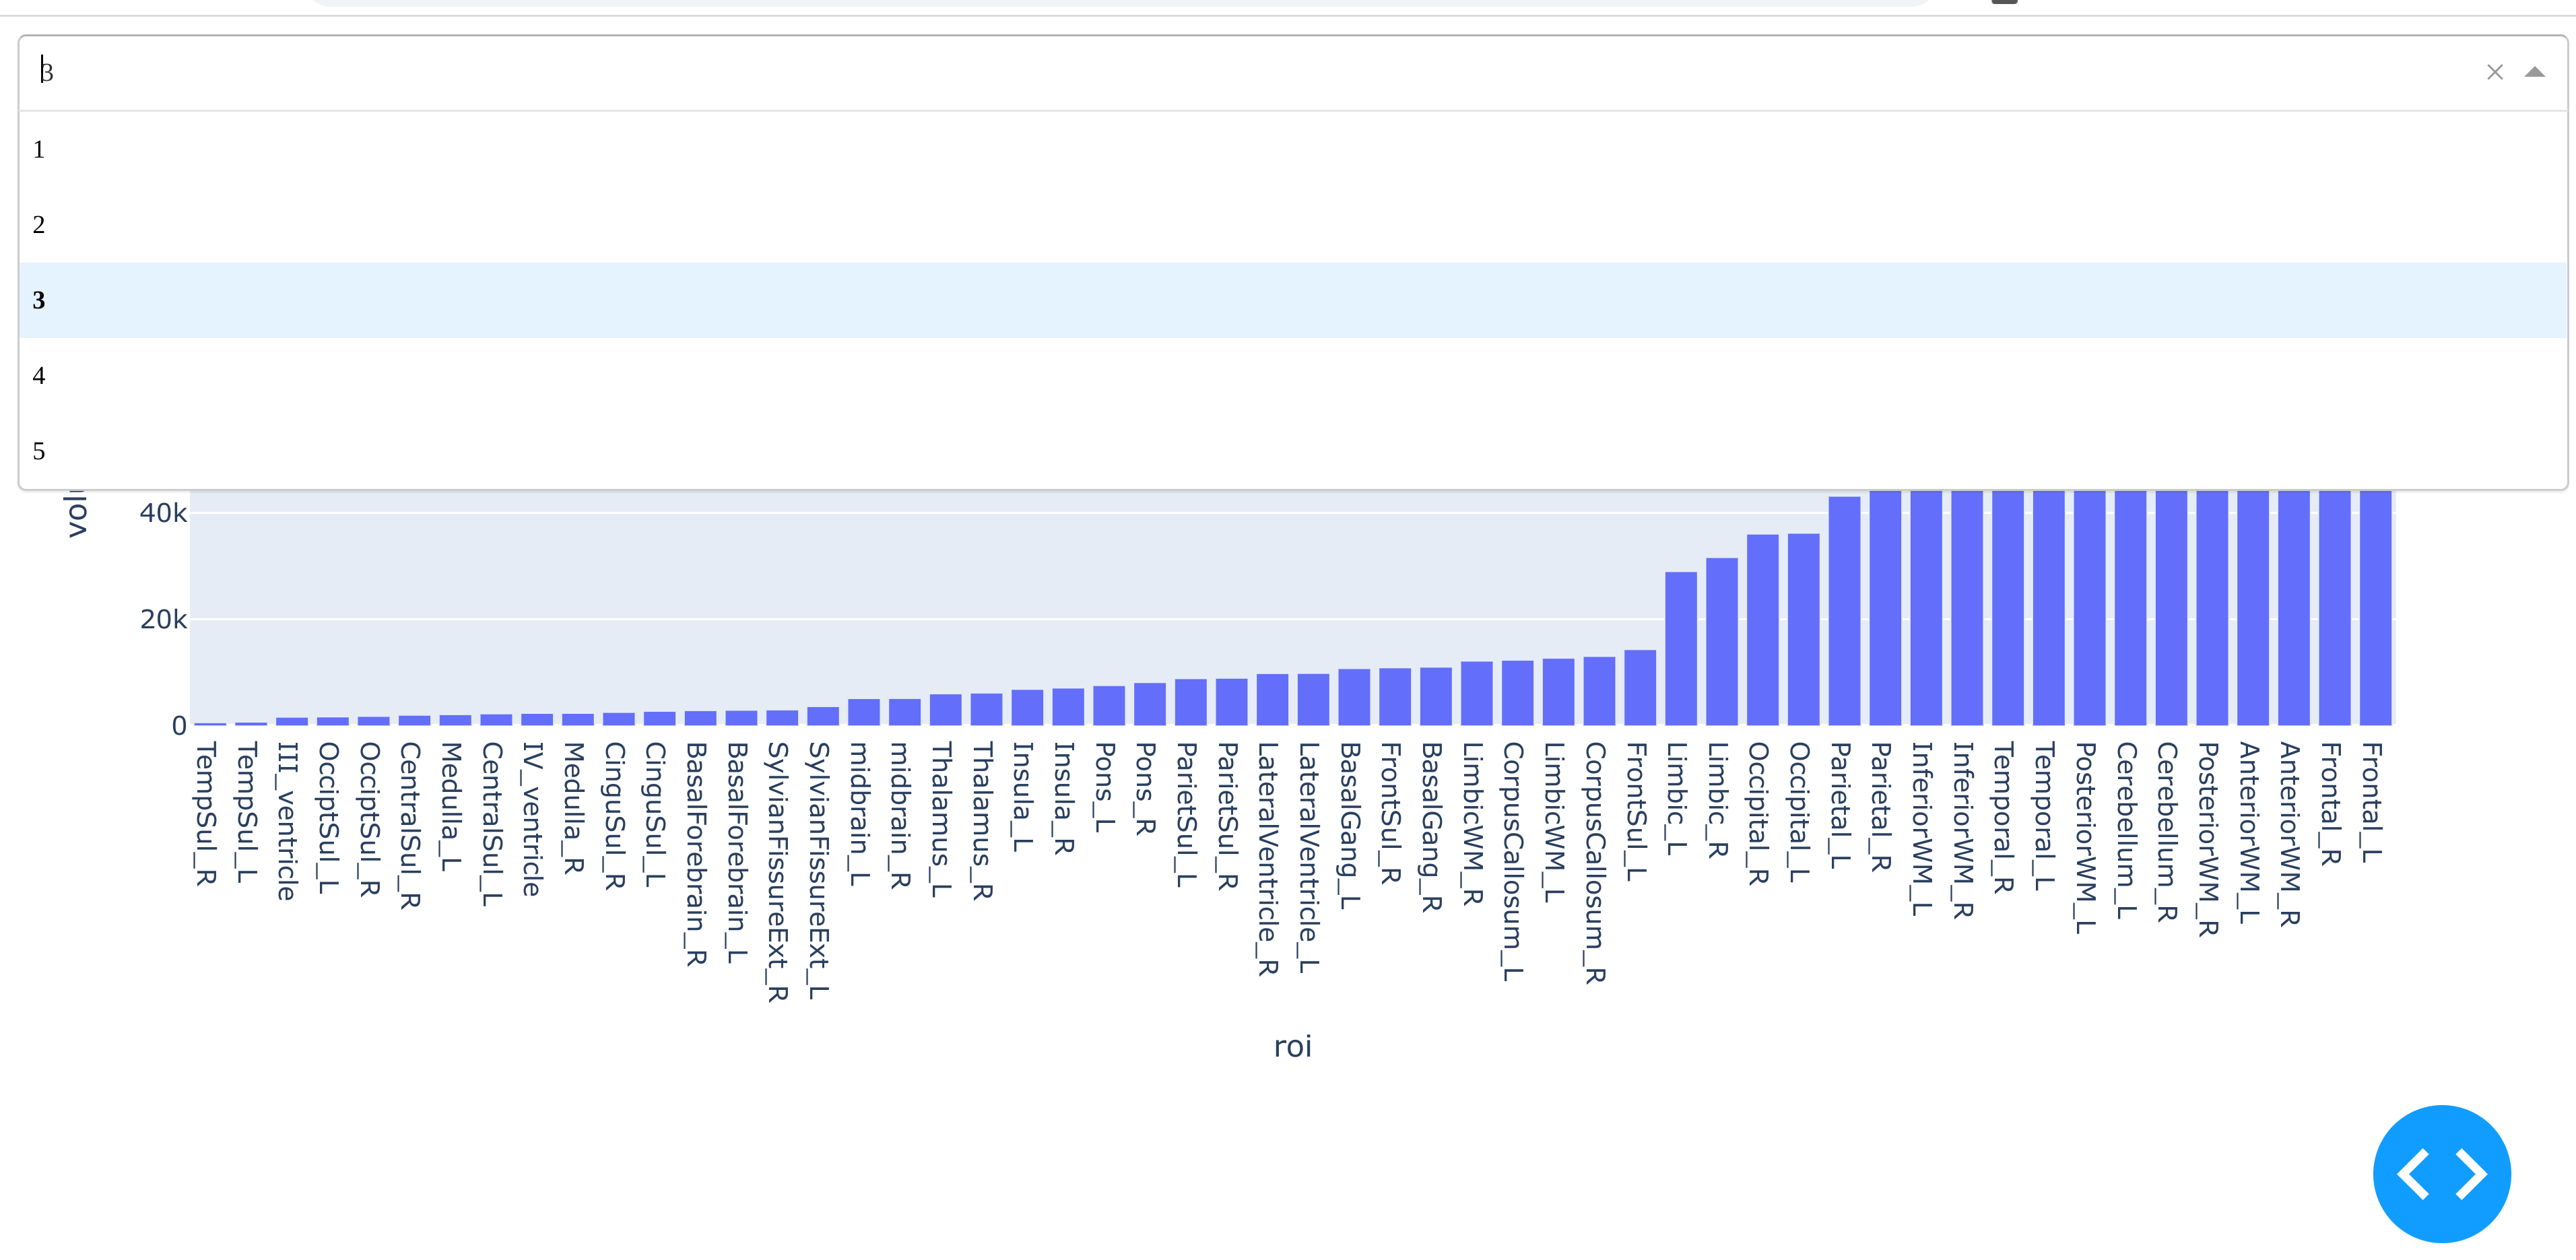 3
1
2
3
4
5
40k
20k
0
TempSul_R
TempSul_L
III_ventricle
OcciptSul_L
OcciptSul_R
CentralSul_R
Medulla_L
CentralSul_L
IV_ventricle
Medulla_R
CinguSul_R
CinguSul_L
BasalForebrain_R
BasalForebrain_L
SylvianFissureExt_R
SylvianFissureExt_L
midbrain_L
midbrain_R
Thalamus_L
Thalamus_R
Insula_L
Insula_R
Pons_L
Pons_R
ParietSul_L
ParietSul_R
LateralVentricle_R
LateralVentricle_L
BasalGang_L
FrontSul_R
BasalGang_R
LimbicWM_R
CorpusCallosum_L
LimbicWM_L
CorpusCallosum_R
FrontSul_L
Limbic_L
Limbic_R
Occipital_R
Occipital_L
Parietal_L
Parietal_R
InferiorWM_L
InferiorWM_R
Temporal_R
Temporal_L
PosteriorWM_L
Cerebellum_L
Cerebellum_R
PosteriorWM_R
AnteriorWM_L
AnteriorWM_R
Frontal_R
Frontal_L
roi